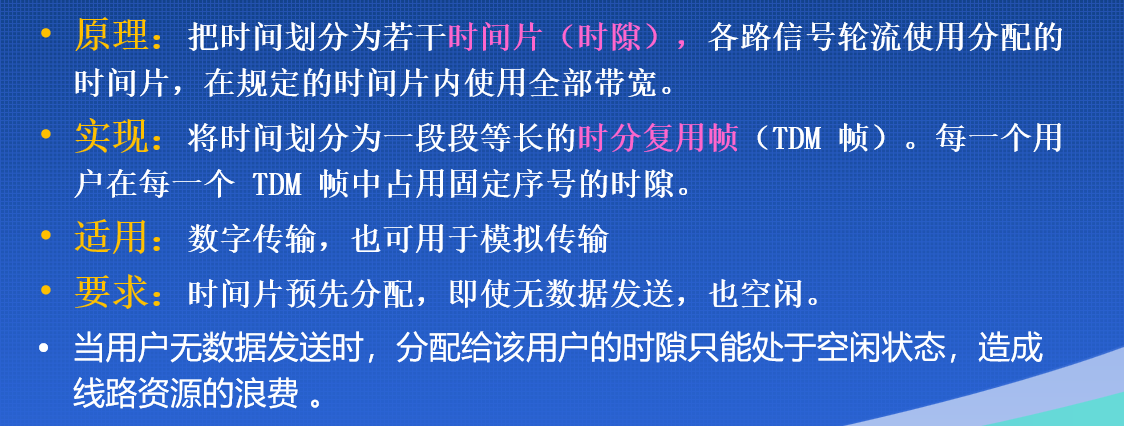 • 原理：把时间划分为若干时间片（时隙），各路信号轮流使用分配的
时间片，在规定的时间片内使用全部带宽。
• 实现：将时间划分为一段段等长的时分复用帧（TDM 帧）。每一个用
户在每一个 TDM 帧中占用固定序号的时隙。
• 适用：数字传输，也可用于模拟传输
• 要求：时间片预先分配，即使无数据发送，也空闲。
• 当用户无数据发送时，分配给该用户的时隙只能处于空闲状态，造成
线路资源的浪费 。